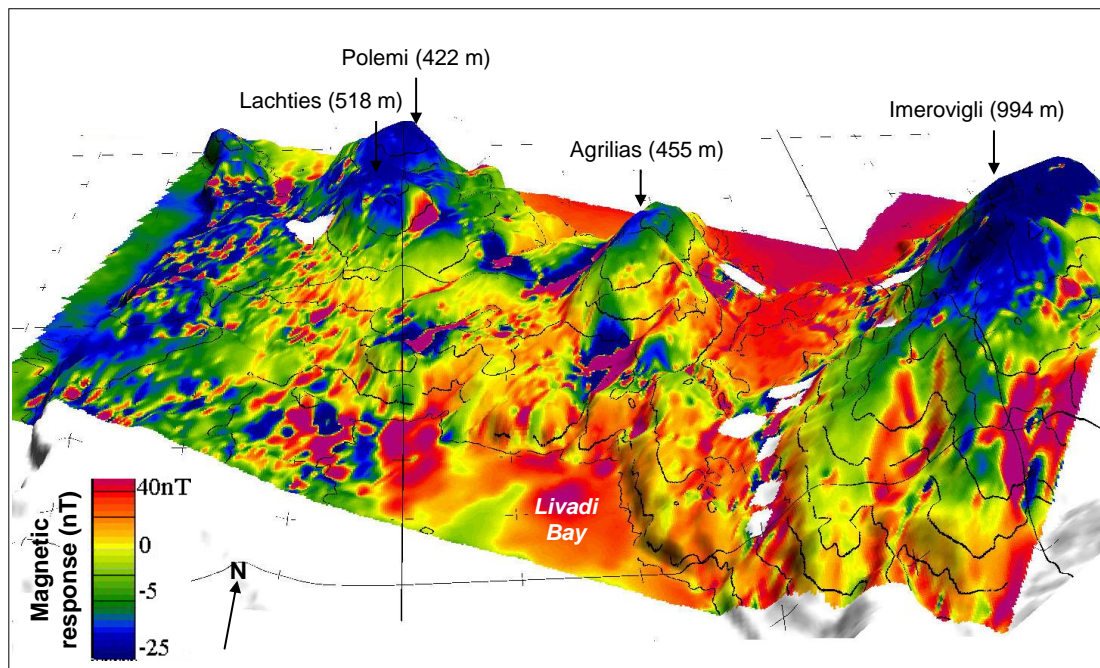 Polemi (422 m)
Lachties (518 m)
Imerovigli (994 m)
Agrilias (455 m)
Livadi
Bay
Magnetic
response (nT)
40nT
0
-5
-25
N